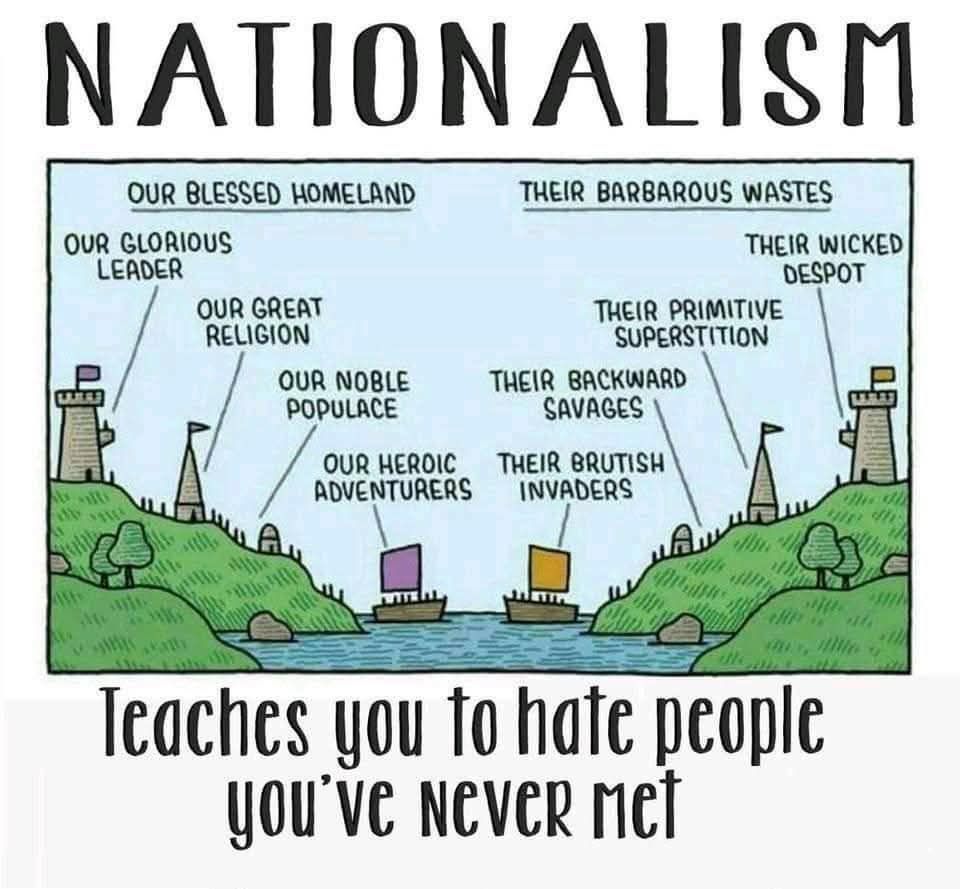 NATIONALISM
OUR BLESSED HOMELAND
THEIR BARBAROUS WASTES
OUR GLORIOUS
LEADER
THEIR WICKED
DESPOT
OUR GREAT
RELIGION
THEIR PRIMITIVE
SUPERSTITION
OUR NOBLE
POPULACE
THEIR BACKWARD
SAVAGES
OUR HEROIC
ADVENTURERS
THEIR BRUTISH
INVADERS
Teaches you to hate people
you've NeVeR Met